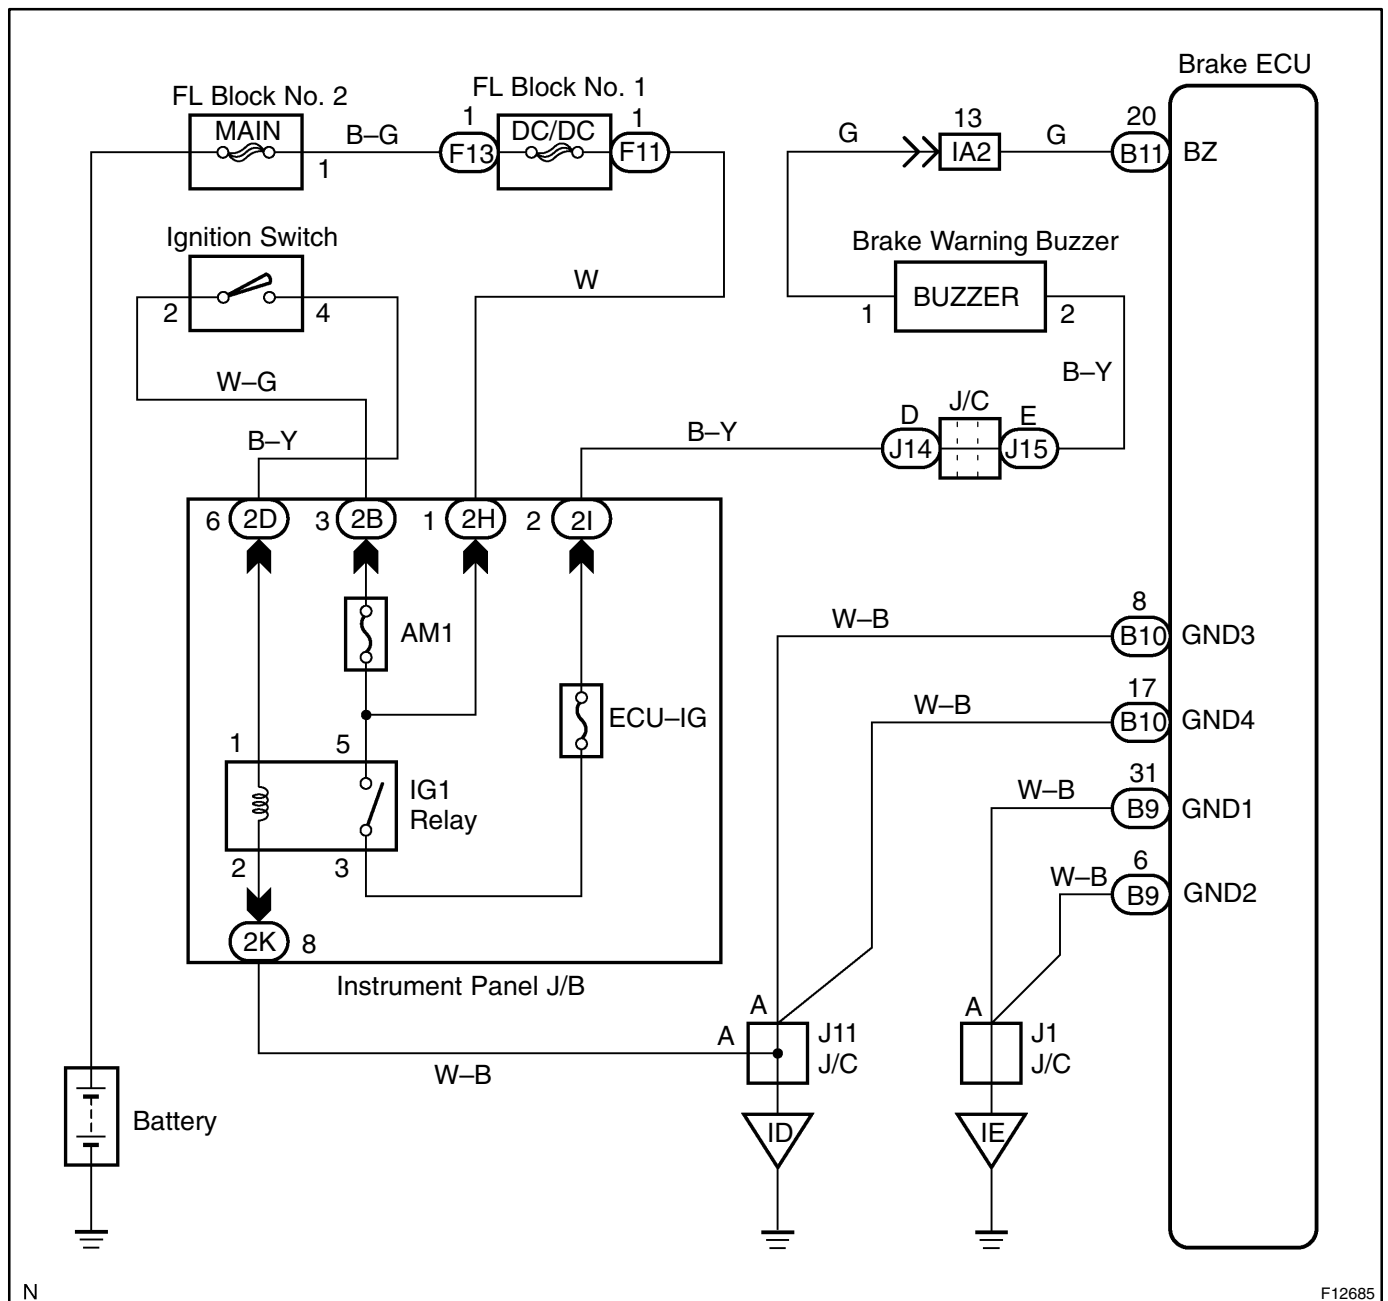 Brake ECU
FL Block No. 2
FL Block No. 1
MAIN
1
B–G
1
F13
DC/DC
1
F11
G
13
IA2
G
20
B11
BZ
Ignition Switch
2
4
W
Brake Warning Buzzer
BUZZER
1
2
W–G
B–Y
B–Y
B–Y
D
J/C
E
J14
J15
6
2D
3
2B
1
2H
2
2I
AM1
ECU–IG
1
5
IG1
Relay
2
3
2K
8
Instrument Panel J/B
W–B
8
B10
GND3
W–B
17
B10
GND4
W–B
31
B9
GND1
W–B
6
B9
GND2
A
A
J11
J/C
A
J1
J/C
W–B
Battery
ID
IE
N
F12685